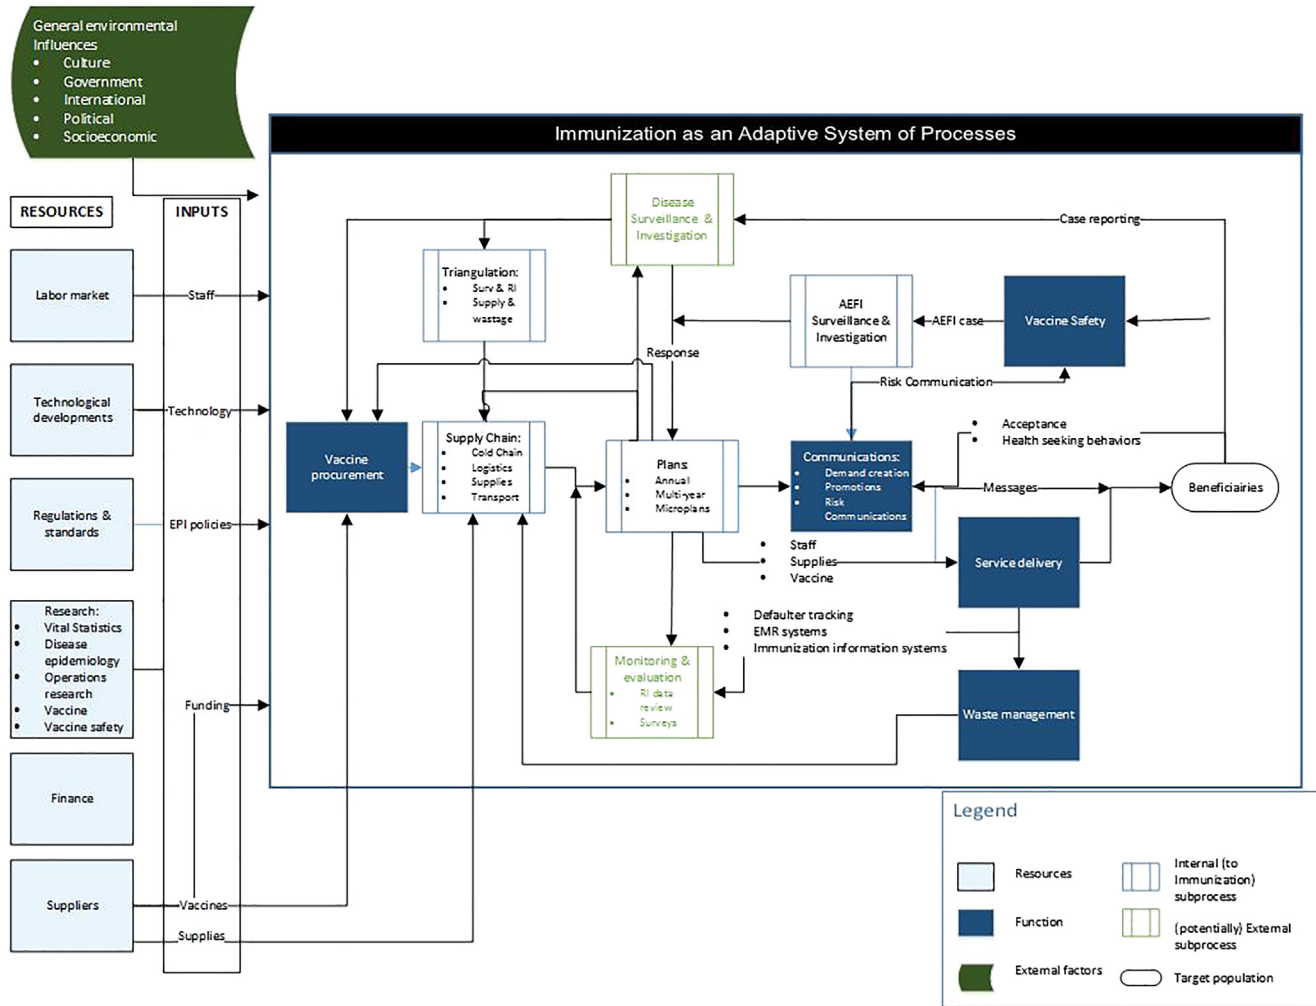 General environmental
Influences
• Culture
• Government
• International
• Political
• Socioeconomic
Immunization as an Adaptive System of Processes
RESOURCES
INPUTS
Labor market
Staff
Technological
developments
Technology
Regulations &
standards
EPI policies
Research:
• Vital Statistics
• Disease
epidemiology
• Operations
research
• Vaccine
• Vaccine safety
Funding
Finance
Suppliers
Vaccines
Supplies
Disease
Surveillance &
Investigation
Case reporting
Triangulation:
• Surv & RI
• Supply &
wastage
AEFI
Surveillance &
Investigation
AEFI case
Vaccine Safety
Response
Risk Communication
Vaccine
procurement
Supply Chain:
• Cold Chain
• Logistics
• Supplies
• Transport
Plans:
• Annual
• Multi-year
• Microplans
Communications:
• Demand creation
• Promotions
• Risk
Communications
• Acceptance
• Health seeking behaviors
Messages
Beneficiairies
• Staff
• Supplies
• Vaccine
Service delivery
• Defaulter tracking
• EMR systems
• Immunization information systems
Monitoring &
evaluation
• RI data
review
• Surveys
Waste management
Legend
Resources
Internal (to
Immunization)
subprocess
Function
(potentially) External
subprocess
External factors
Target population